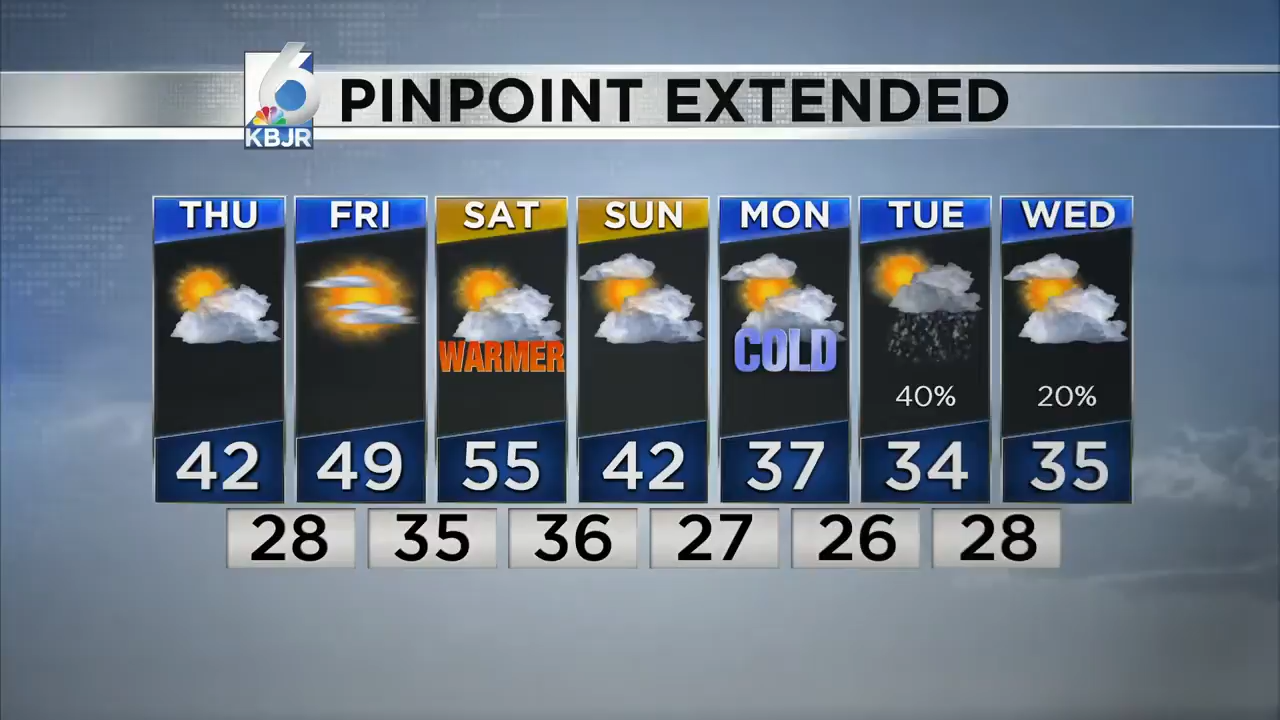 6
KBJR
PINPOINT EXTENDED
THU FRI SAT SUN MON TUE WED
WARMER COLD
40% 20%
42 49 55 42 37 34 35
28 35 36 27 26 28